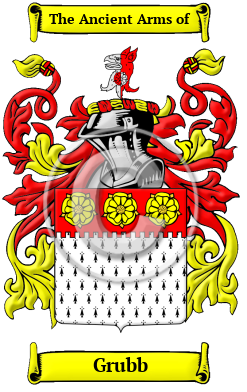 The Ancient Arms of
Grubb